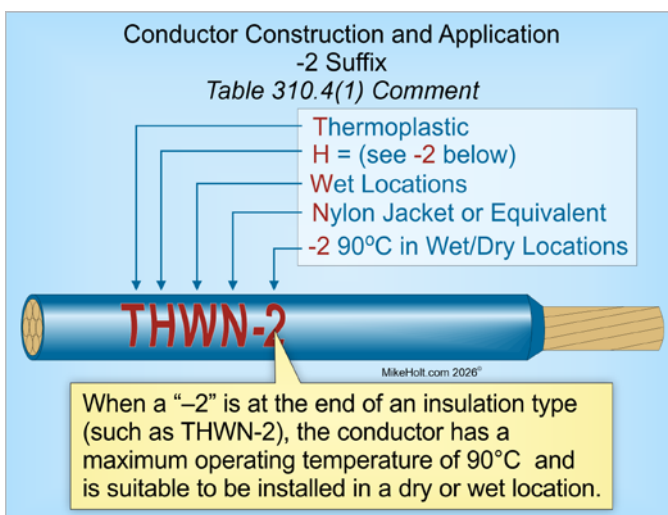 Conductor Construction and Application
-2 Suffix
Table 310.4(1) Comment
Thermoplastic
H = (see -2 below)
Wet Locations
Nylon Jacket or Equivalent
-2 90ºC in Wet/Dry Locations
THWN-2
MikeHolt.com 2026©
When a “–2” is at the end of an insulation type
(such as THWN-2), the conductor has a
maximum operating temperature of 90°C and
is suitable to be installed in a dry or wet location.